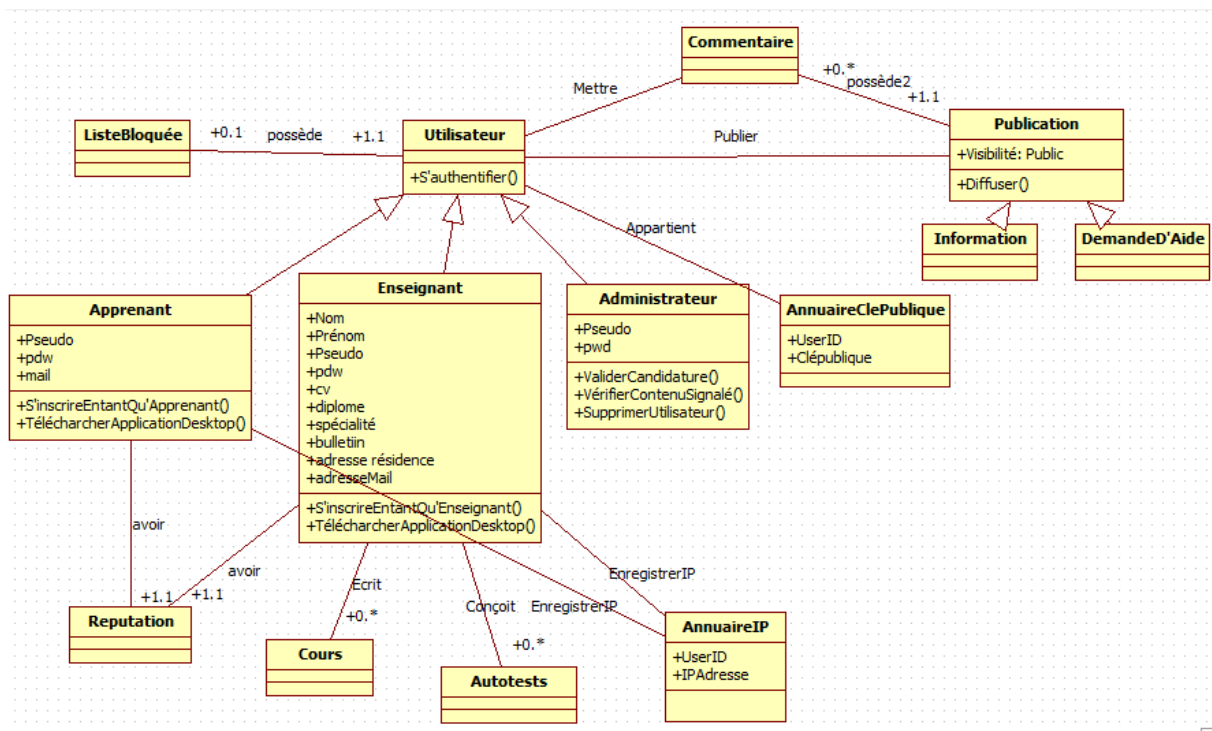 Commentaire
+0.*
possède2
+1.1
Mettre
ListeBloquée
+0.1
possède
+1.1
Utilisateur
+S'authentifier()
Publier
Publication
+Visibilité: Public
+Diffuser()
Information
DemandeD'Aide
Appartient
Apprenant
+Pseudo
+pdw
+mail
+S'inscrireEntantQu'Apprenant()
+TélécharcherApplicationDesktop()
Enseignant
+Nom
+Prénom
+Pseudo
+pdw
+cv
+diplome
+spécialité
+bulletiin
+adresse résidence
+adresseMail
+S'inscrireEntantQu'Enseignant()
+TélécharcherApplicationDesktop()
Administrateur
+Pseudo
+pwd
+ValiderCandidature()
+VérifierContenuSignalé()
+SupprimerUtilisateur()
AnnuaireClePublique
+UserID
+Clépublique
avoir
+1.1
avoir
+1.1
Reputation
Ecrit
+0.*
Cours
Conçoit
+0.*
Autotests
EnregistrerIP
EnregistrerIP
AnnuaireIP
+UserID
+IPAdresse